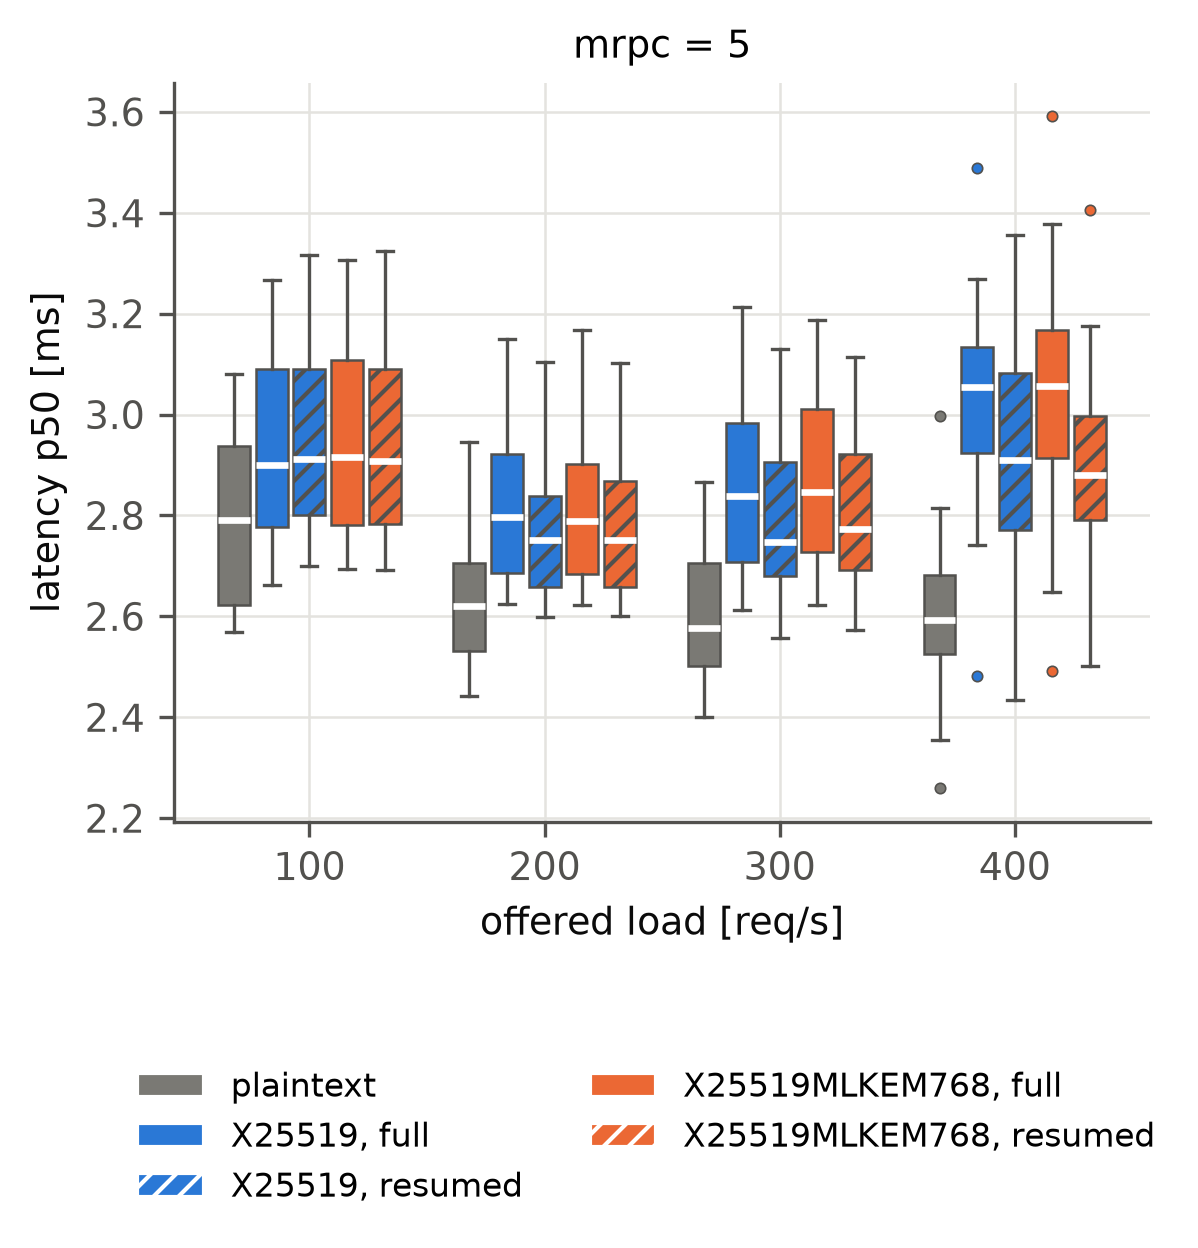 mrpc = 5
3.6
3.4
3.2
3.0
2.8
2.6
2.4
2.2
latency p50 [ms]
100 200 300 400
offered load [req/s]
plaintext
X25519, full
X25519, resumed
X25519MLKEM768, full
X25519MLKEM768, resumed